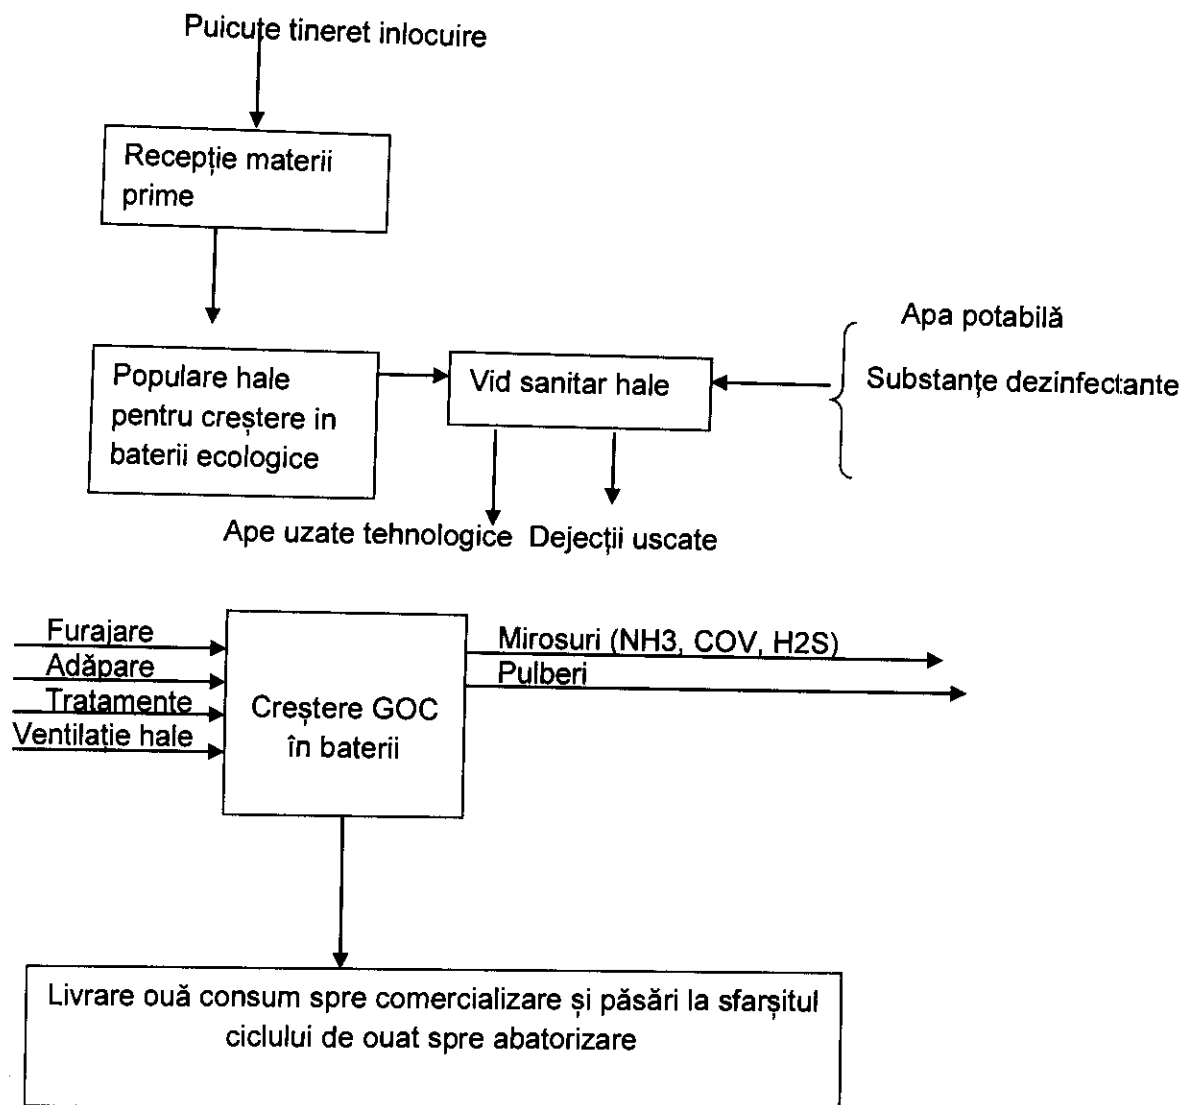 Puicuțe tineret inlocuire
Recepție materii
prime
Apa potabilă
Populare hale
pentru creștere in
baterii ecologice
Vid sanitar hale
Substanțe dezinfectante
Ape uzate tehnologice
Dejecții uscate
Furajare
Adăpare
Tratamente
Ventilație hale
Creștere GOC
în baterii
Mirosuri (NH3, COV, H2S)
Pulberi
Livrare ouă consum spre comercializare și păsări la sfarșitul
ciclului de ouat spre abatorizare